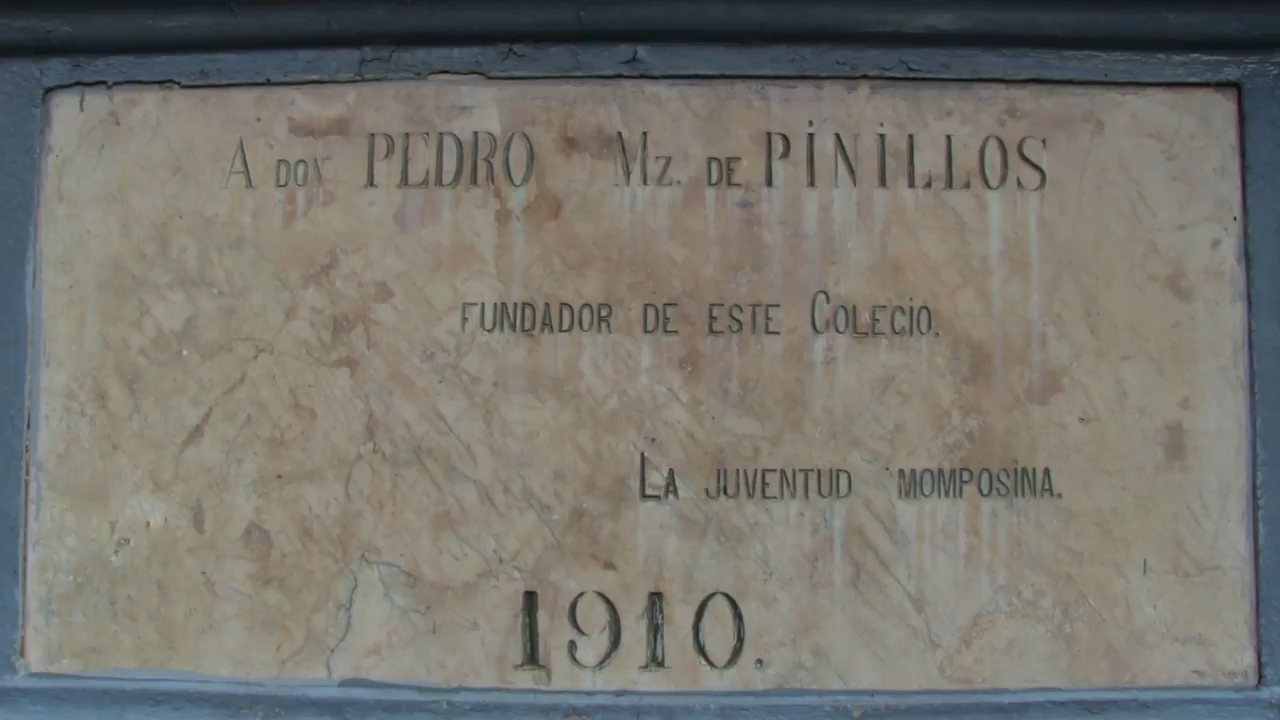 A DON PEDRO Mz. DE PINILLOS
FUNDADOR DE ESTE COLEGIO.
LA JUVENTUD MOMPOSINA.
1910.